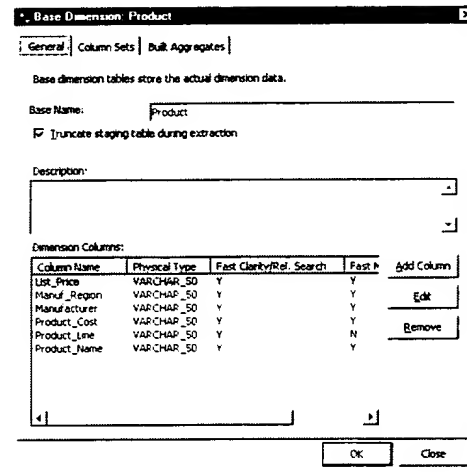 Base Dimension: Product
General Column Sets Built Aggregates
Base dimension tables store the actual dimension data.
Base Name: Product
Truncate staging table during extraction
Description:
Dimension Columns:
Column Name Physical Type Fast Clarity/Rel. Search Fast M Add Column
List_Price VARCHAR_50 Y Y
Manuf_Region VARCHAR_50 Y Y Edit
Manufacturer VARCHAR_50 Y Y
Product_Cost VARCHAR_50 Y Y Remove
Product_Line VARCHAR_50 Y N
Product_Name VARCHAR_50 Y Y
OK Close